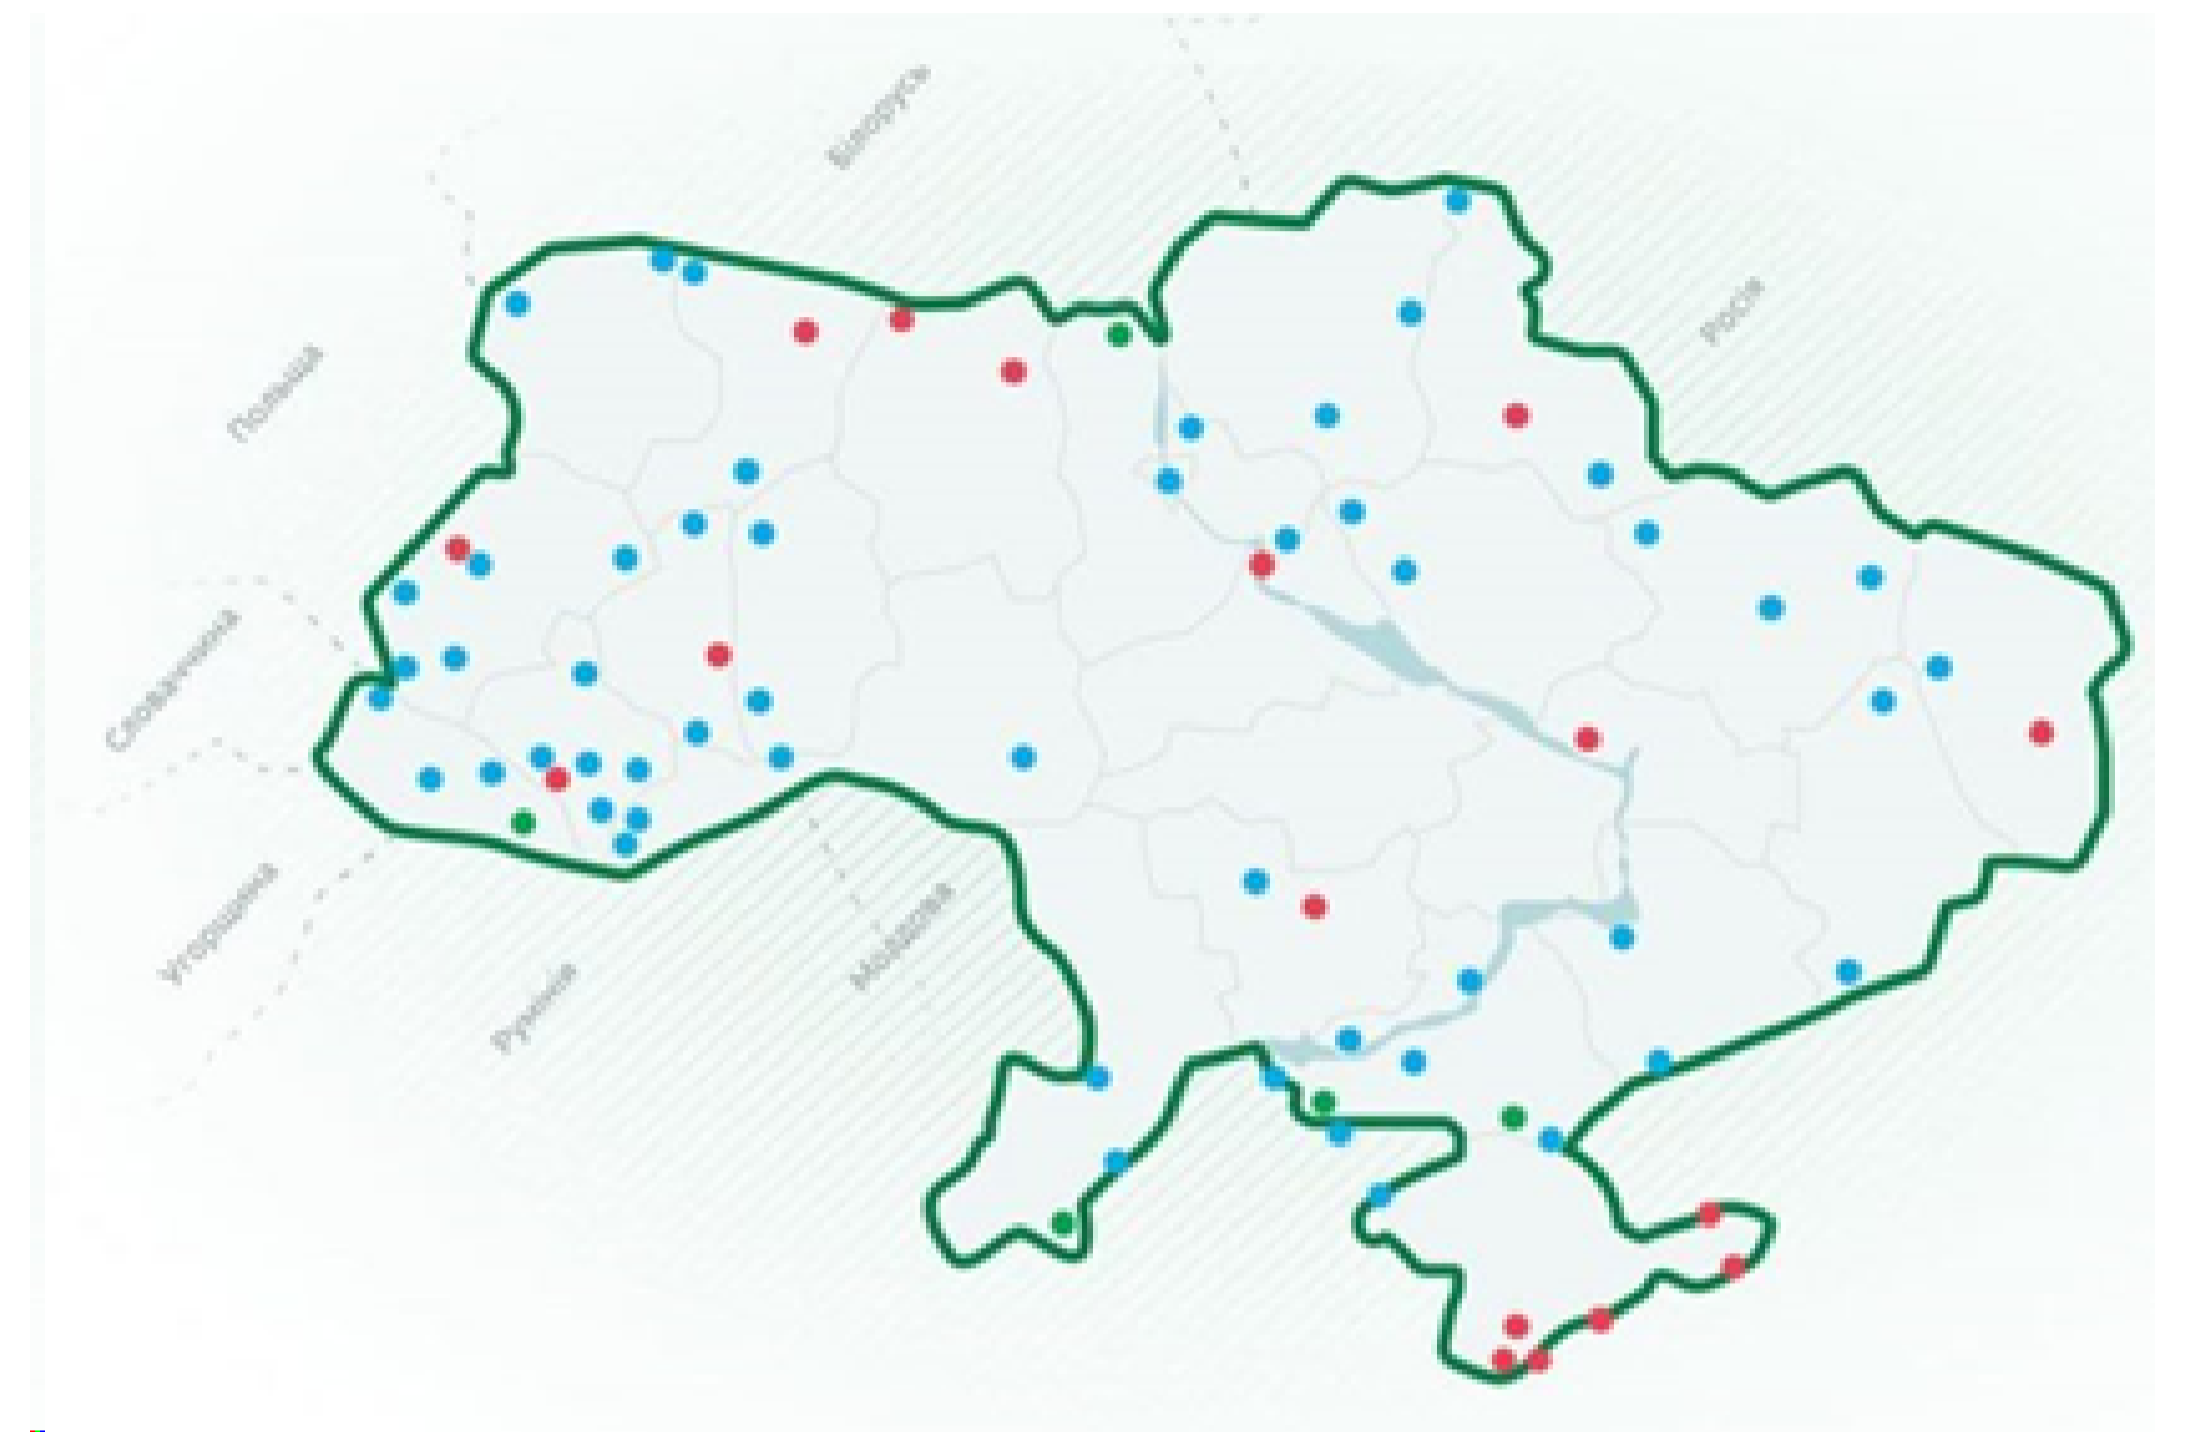 Білорусь
Росія
Польща
Словаччина
Угорщина
Румунія
Молдова